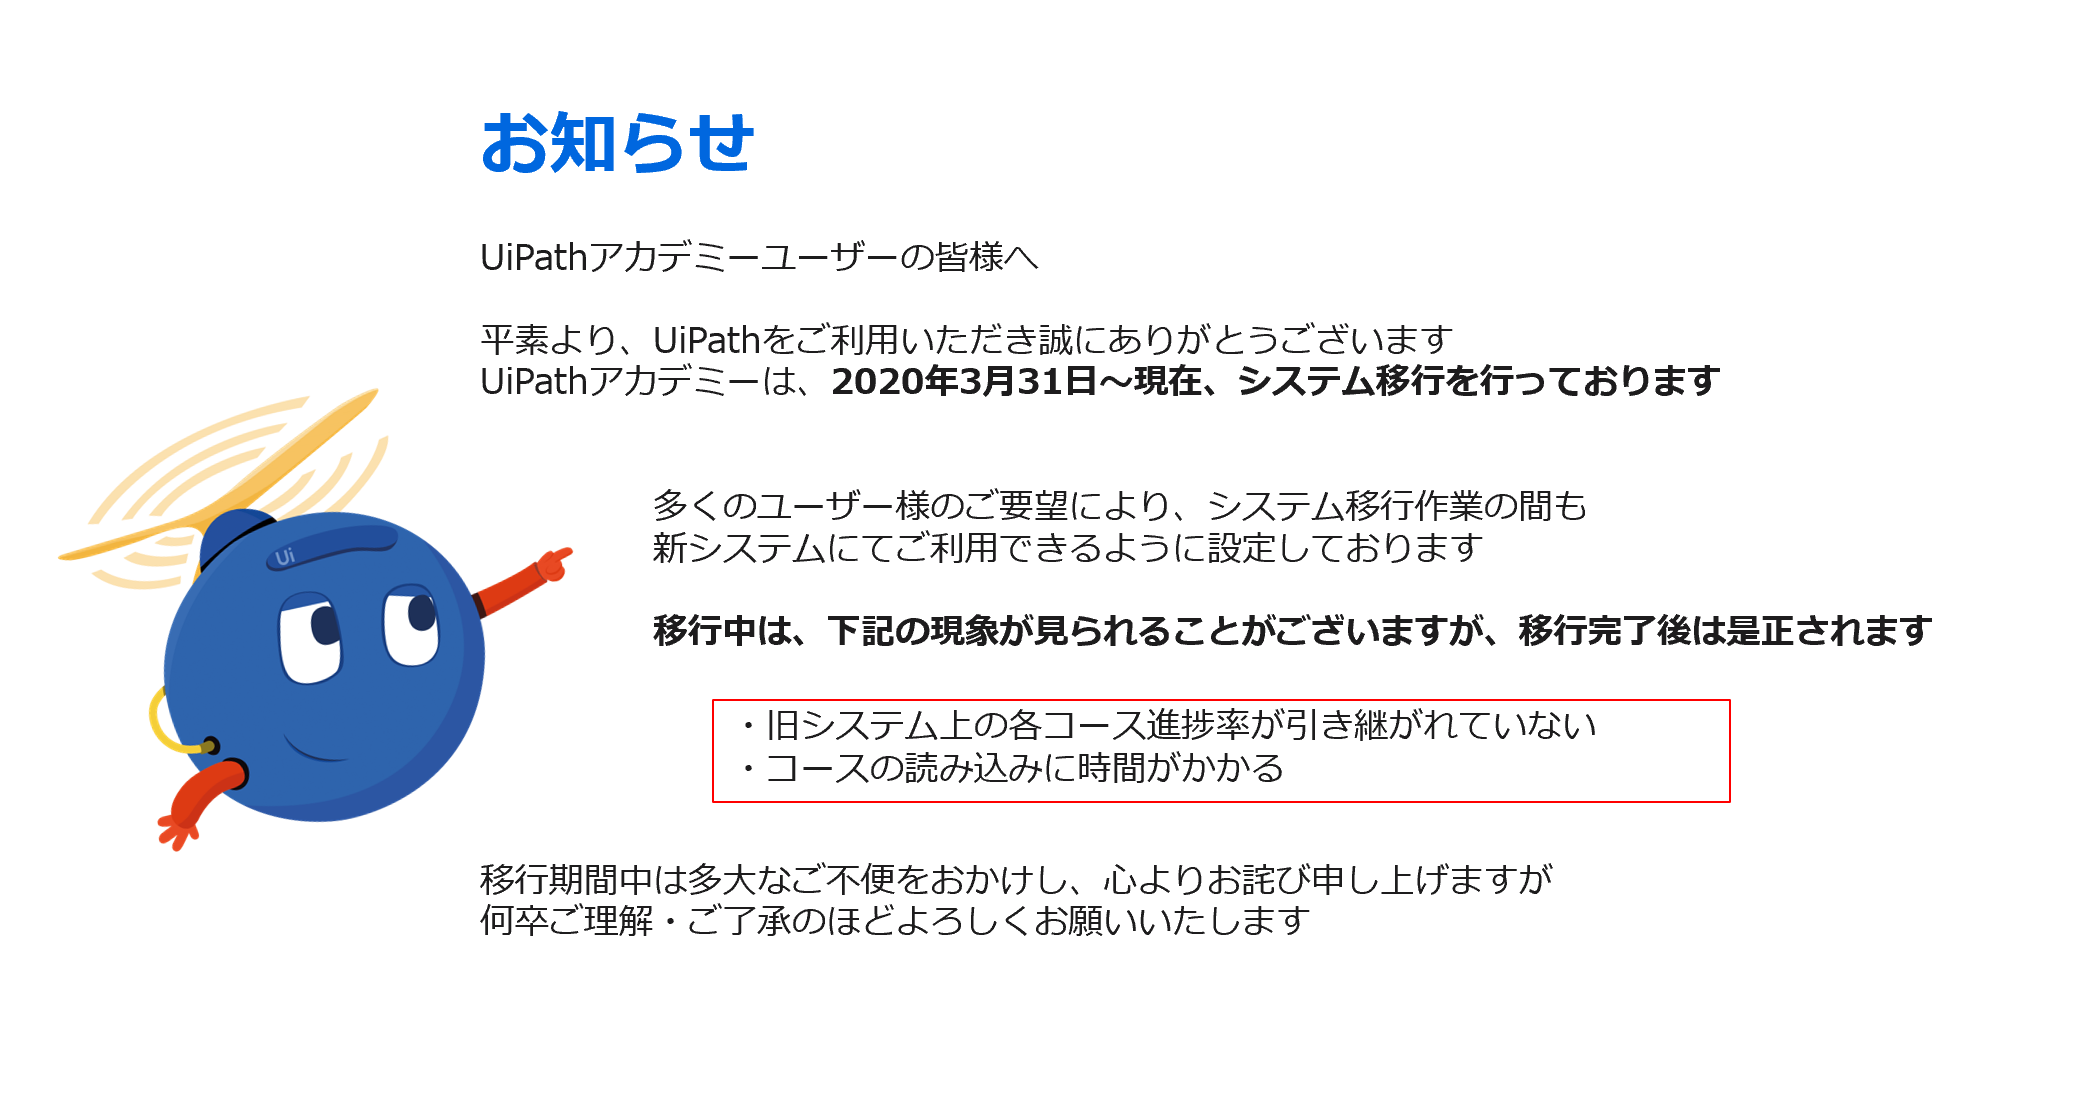 お知らせ
UiPathアカデミーユーザーの皆様へ
平素より、UiPathをご利用いただき誠にありがとうございます
UiPathアカデミーは、2020年3月31日～現在、システム移行を行っております
多くのユーザー様のご要望により、システム移行作業の間も
新システムにてご利用できるように設定しております
Ui
移行中は、下記の現象が見られることがございますが、移行完了後は是正されます
・旧システム上の各コース進捗率が引き継がれていない
・コースの読み込みに時間がかかる
移行期間中は多大なご不便をおかけし、心よりお詫び申し上げますが
何卒ご理解・ご了承のほどよろしくお願いいたします